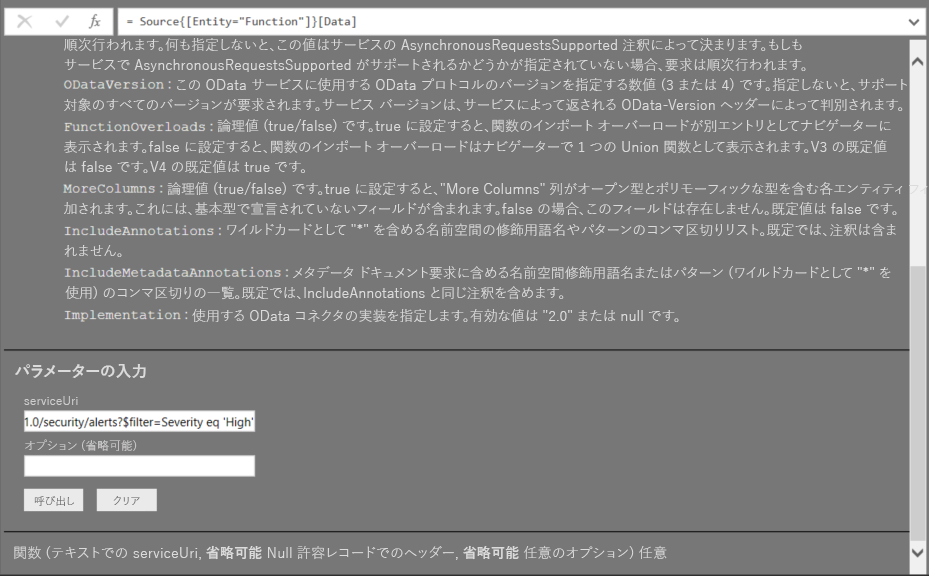 fx = Source{[Entity="Function"]}[Data]
順次行われます。何も指定しないと、この値はサービスの AsynchronousRequestsSupported 注釈によって決まります。もしも
サービスで AsynchronousRequestsSupported がサポートされるかどうかが指定されていない場合、要求は順次行われます。
ODataVersion : この OData サービスに使用する OData プロトコルのバージョンを指定する数値 (3 または 4) です。指定しないと、サポート
対象のすべてのバージョンが要求されます。サービス バージョンは、サービスによって返される OData-Version ヘッダーによって判別されます。
FunctionOverloads : 論理値 (true/false) です。true に設定すると、関数のインポート オーバーロードが別エントリとしてナビゲーターに
表示されます。false に設定すると、関数のインポート オーバーロードはナビゲーターで 1 つの Union 関数として表示されます。V3 の既定値
は false です。V4 の既定値は true です。
MoreColumns : 論理値 (true/false) です。true に設定すると、"More Columns" 列がオープン型とポリモーフィックな型を含む各エンティティ フィ
加されます。これには、基本型で宣言されていないフィールドが含まれます。false の場合、このフィールドは存在しません。既定値は false です。
IncludeAnnotations : ワイルドカードとして "*" を含める名前空間の修飾用語名やパターンのコンマ区切りリスト。既定では、注釈は含ま
れません。
IncludeMetadataAnnotations : メタデータ ドキュメント要求に含める名前空間修飾用語名またはパターン (ワイルドカードとして "*" を
使用) のコンマ区切りの一覧。既定では、IncludeAnnotations と同じ注釈を含めます。
Implementation : 使用する OData コネクタの実装を指定します。有効な値は "2.0" または null です。
パラメーターの入力
serviceUri
1.0/security/alerts?$filter=Severity eq 'High'
オプション (省略可能)
呼び出し クリア
関数 (テキストでの serviceUri, 省略可能 Null 許容レコードでのヘッダー, 省略可能 任意のオプション) 任意